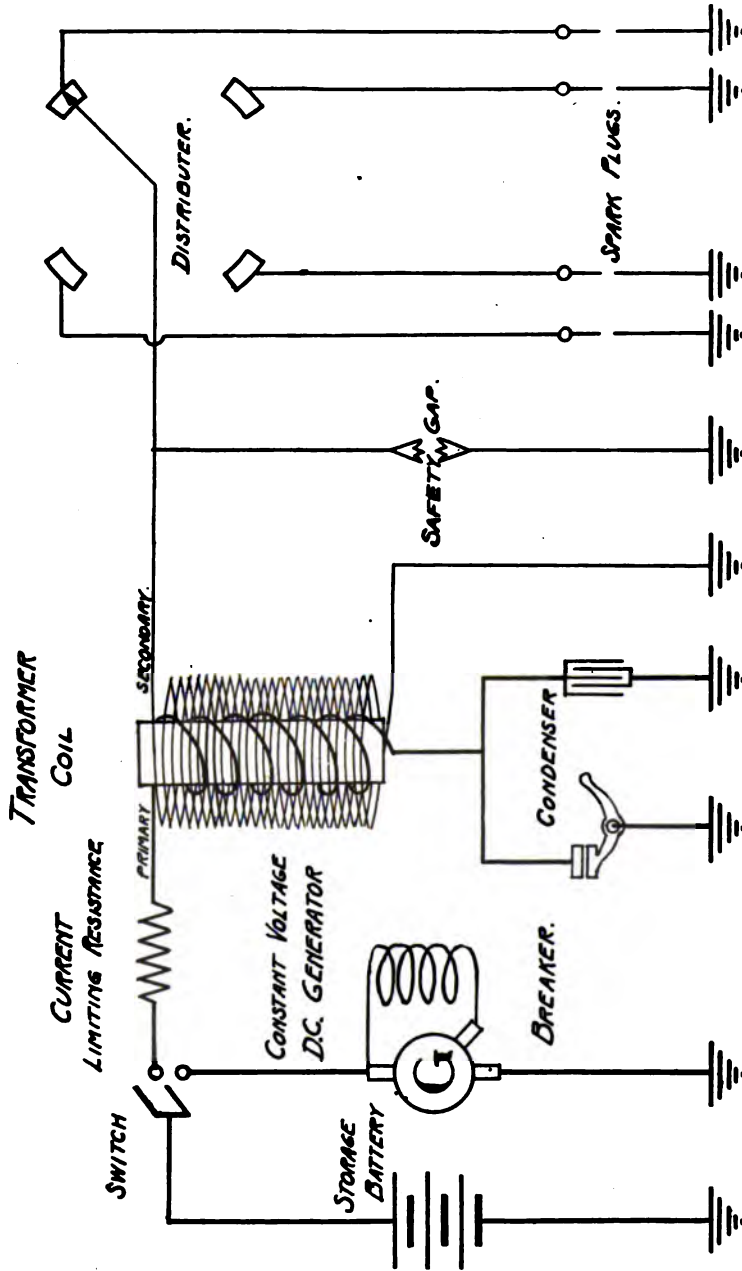 TRANSFORMER
COIL
CURRENT
LIMITING RESISTANCE
PRIMARY
SECONDARY.
SWITCH
CONSTANT VOLTAGE
D.C. GENERATOR
G
STORAGE
BATTERY
BREAKER.
CONDENSER
SAFETY GAP.
DISTRIBUTER.
SPARK PLUGS.